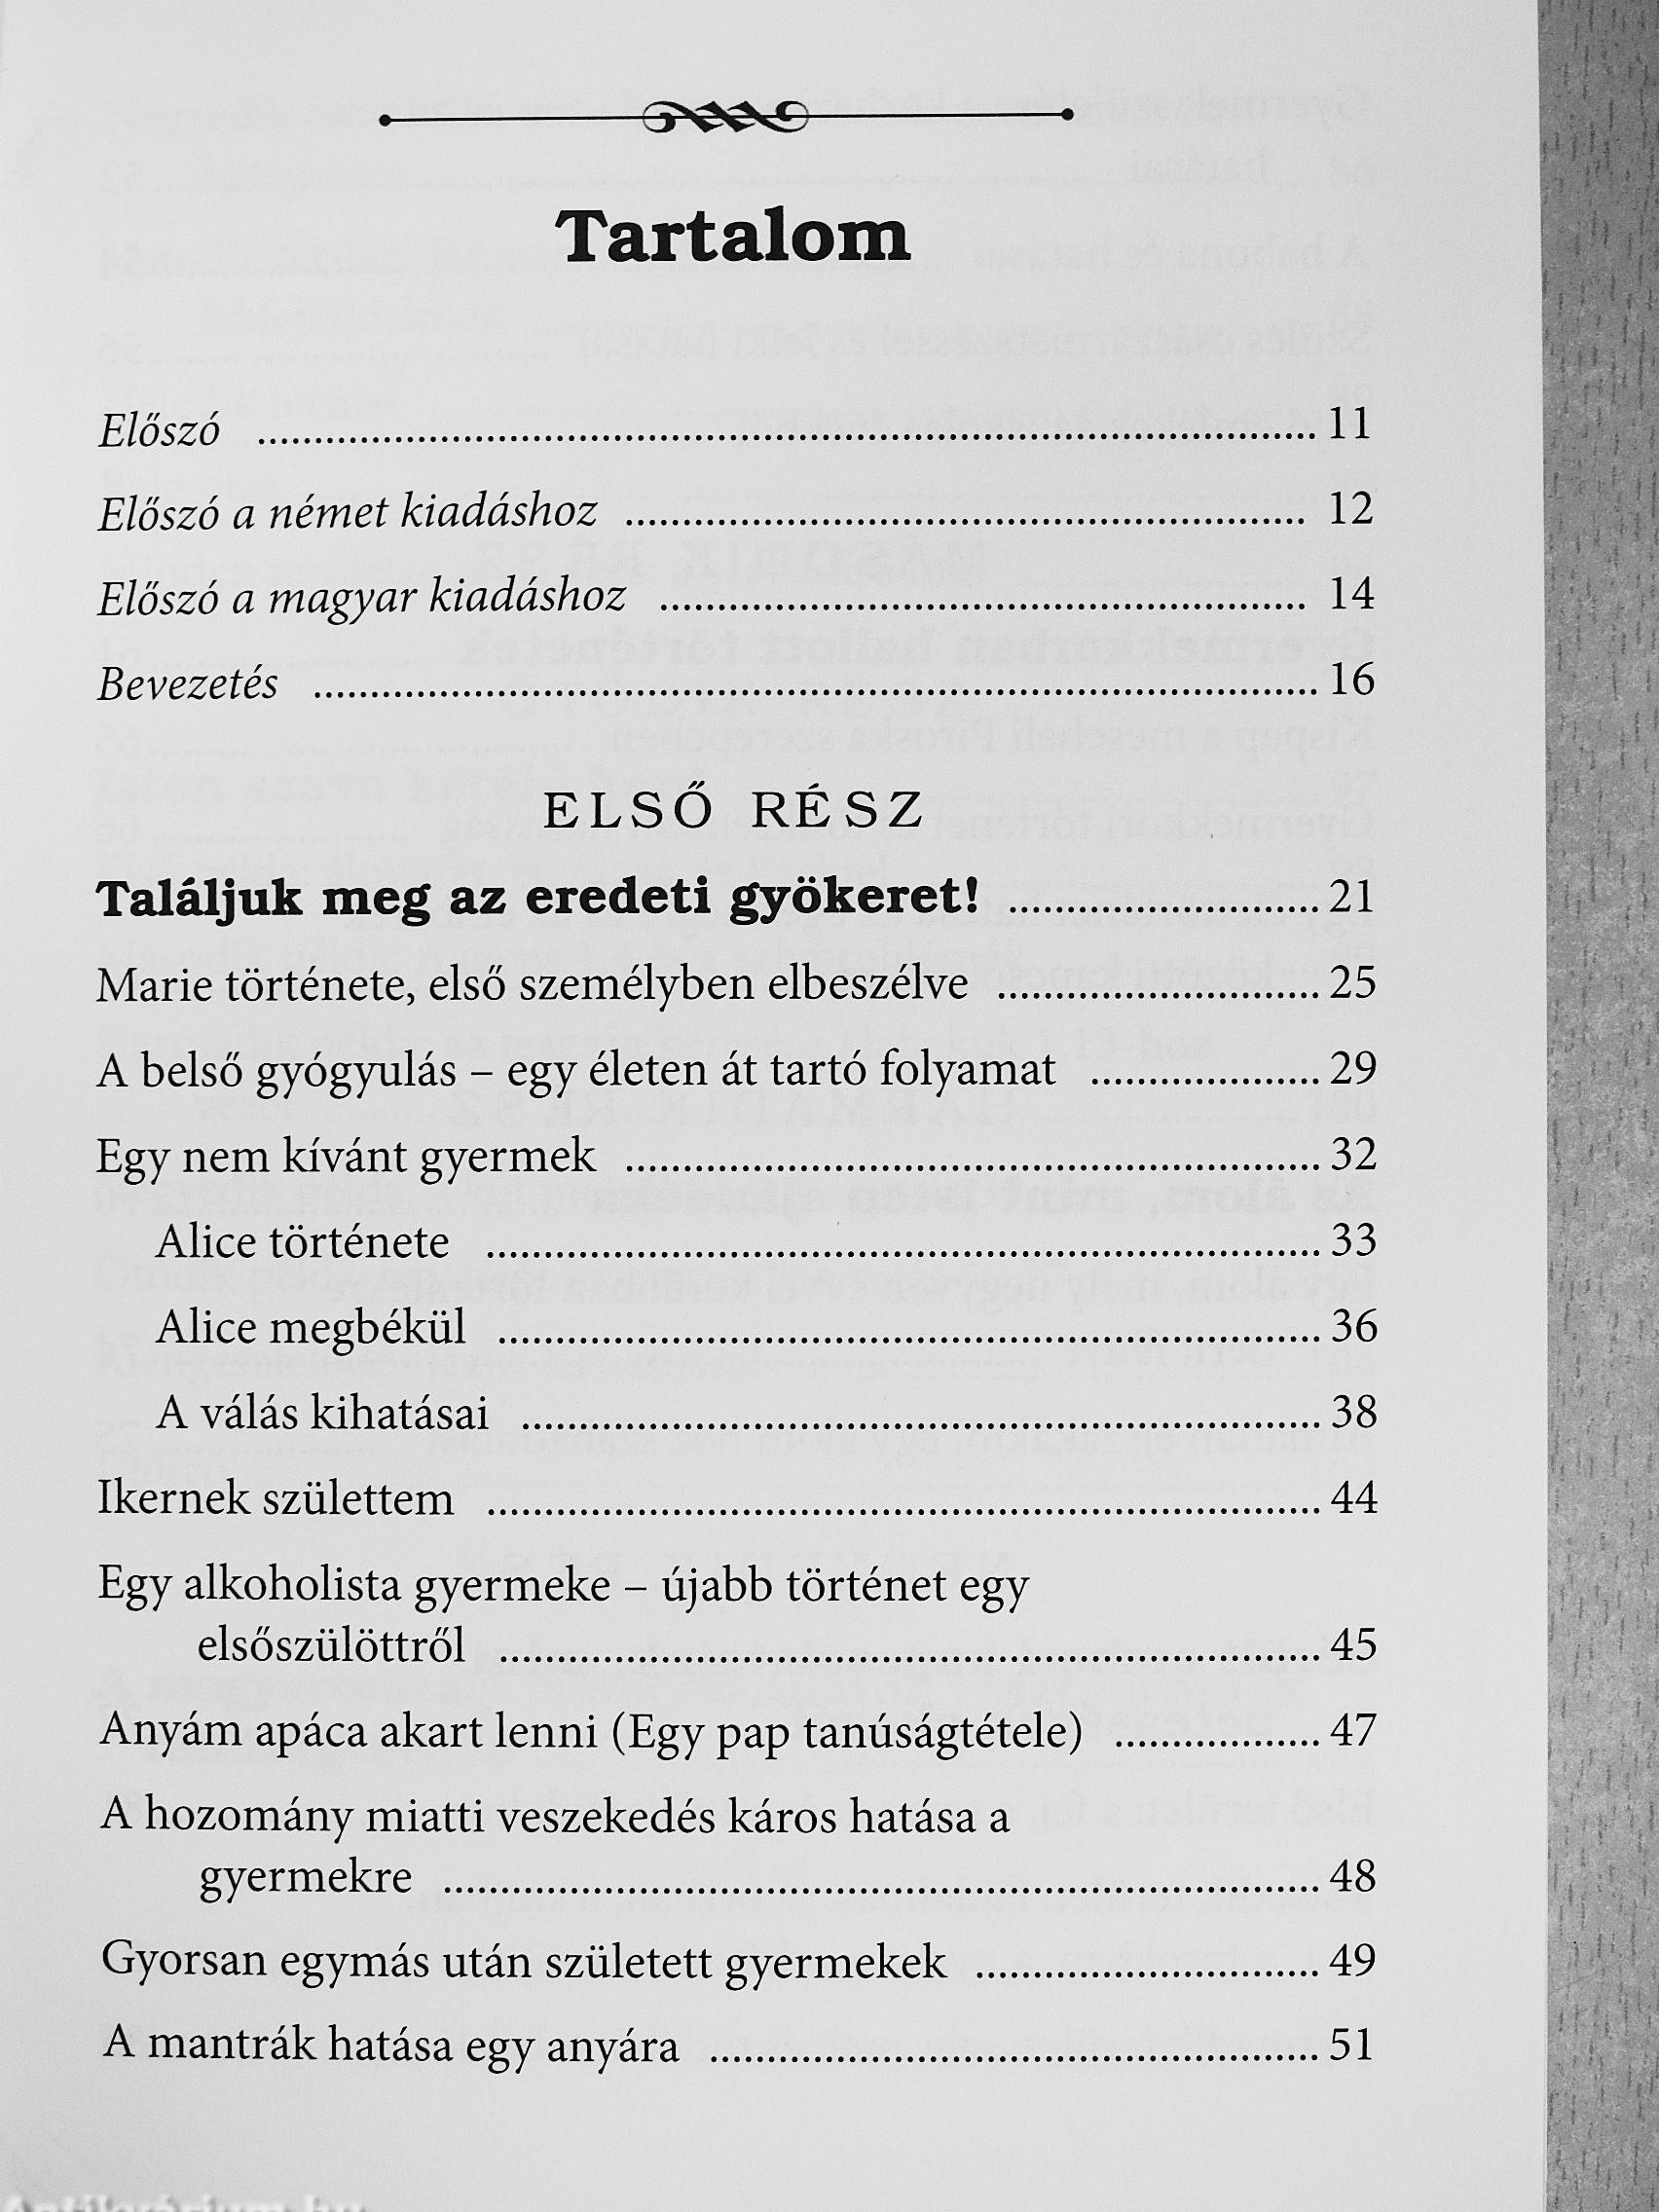 Tartalom
Előszó ........ 11
Előszó a német kiadáshoz ........ 12
Előszó a magyar kiadáshoz ........ 14
Bevezetés ........ 16
ELSŐ RÉSZ
Találjuk meg az eredeti gyökeret! ........ 21
Marie története, első személyben elbeszélve ........ 25
A belső gyógyulás – egy életen át tartó folyamat ........ 29
Egy nem kívánt gyermek ........ 32
Alice története ........ 33
Alice megbékül ........ 36
A válás kihatásai ........ 38
Ikernek születtem ........ 44
Egy alkoholista gyermeke – újabb történet egy
elsőszülöttről ........ 45
Anyám apáca akart lenni (Egy pap tanúságtétele) ........ 47
A hozomány miatti veszekedés káros hatása a
gyermekre ........ 48
Gyorsan egymás után született gyermekek ........ 49
A mantrák hatása egy anyára ........ 51